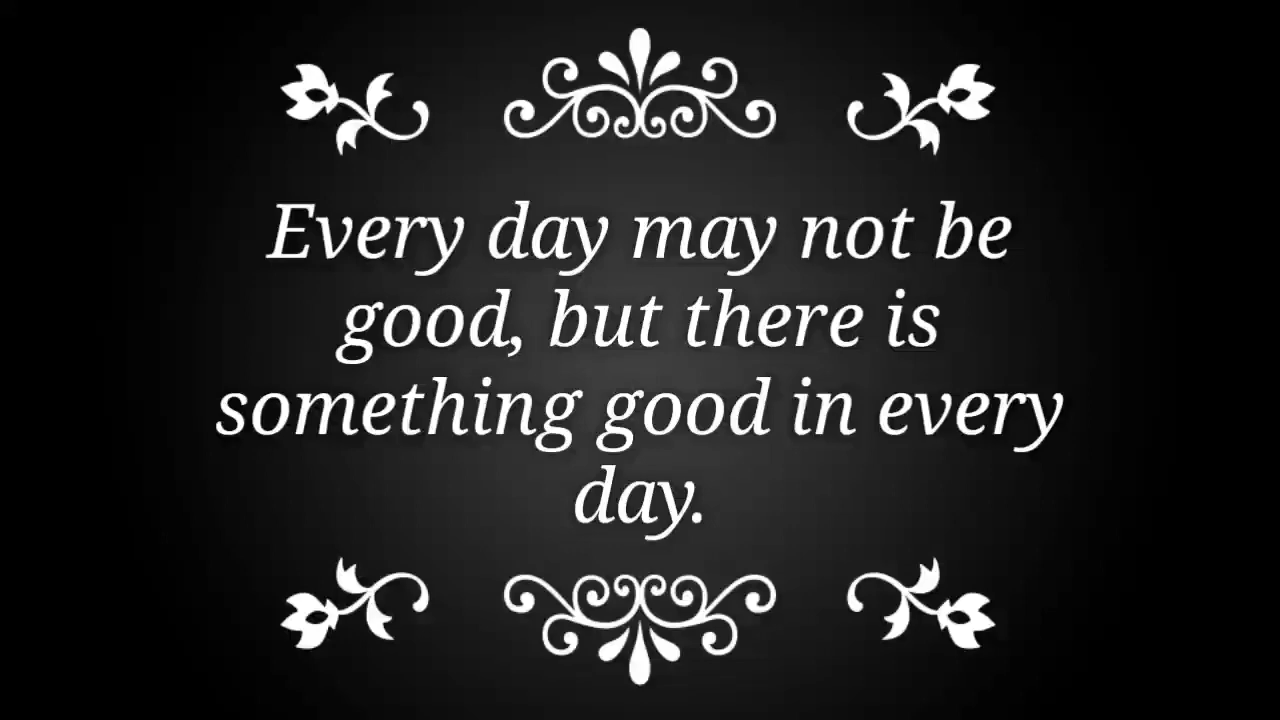 Every day may not be
good, but there is
something good in every
day.